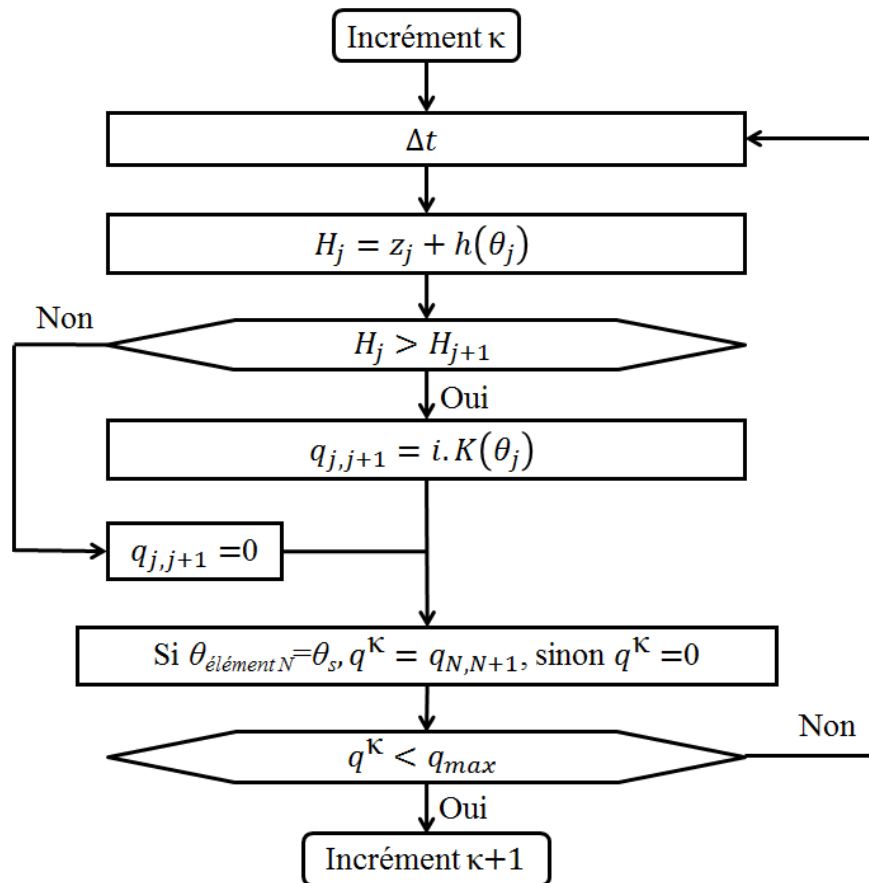 Incrément κ
Δt
H_j = z_j + h(θ_j)
Non
H_j > H_{j+1}
Oui
q_{j,j+1} = i.K(θ_j)
q_{j,j+1} =0
Si θ_{élément N}=θ_s, q^κ = q_{N,N+1}, sinon q^κ =0
Non
q^κ < q_{max}
Oui
Incrément κ+1